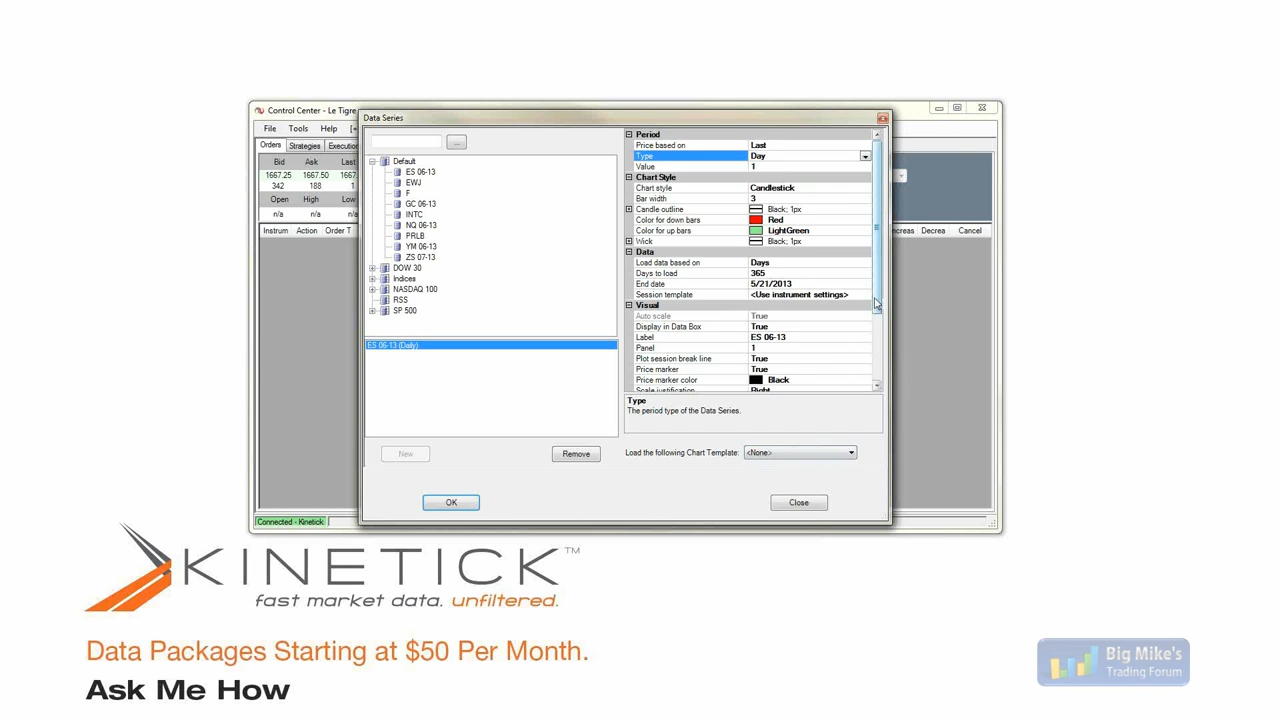 Control Center - Le Tigre
Data Series
File Tools Help
Orders Strategies
Bid Ask Last
1667.25 1667.50
342 188 1
Open High Low
n/a n/a
Instrum Action Order T
Default
ES 06-13
EWJ
F
GC 06-13
INTC
NQ 06-13
PRLB
YM 06-13
ZS 07-13
DOW 30
Indices
NASDAQ 100
RSS
SP 500
ES 06-13 (Daily)
New
Remove
Period
Price based on Last
Type Day
Value 1
Chart Style
Chart style Candlestick
Bar width 3
Candle outline Black; 1px
Color for down bars Red
Color for up bars LightGreen
Wick Black; 1px
Data
Load data based on Days
Days to load 365
End date 5/21/2013
Session template <Use instrument settings>
Visual
Auto scale True
Display in Data Box True
Label ES 06-13
Panel 1
Plot session break line True
Price marker True
Price marker color Black
Scale justification Right
Type
The period type of the Data Series.
Load the following Chart Template: <None>
OK
Close
Decrea Cancel
Connected - Kinetick
KINETICK™
fast market data. unfiltered.
Data Packages Starting at $50 Per Month.
Ask Me How
Big Mike's
Trading Forum